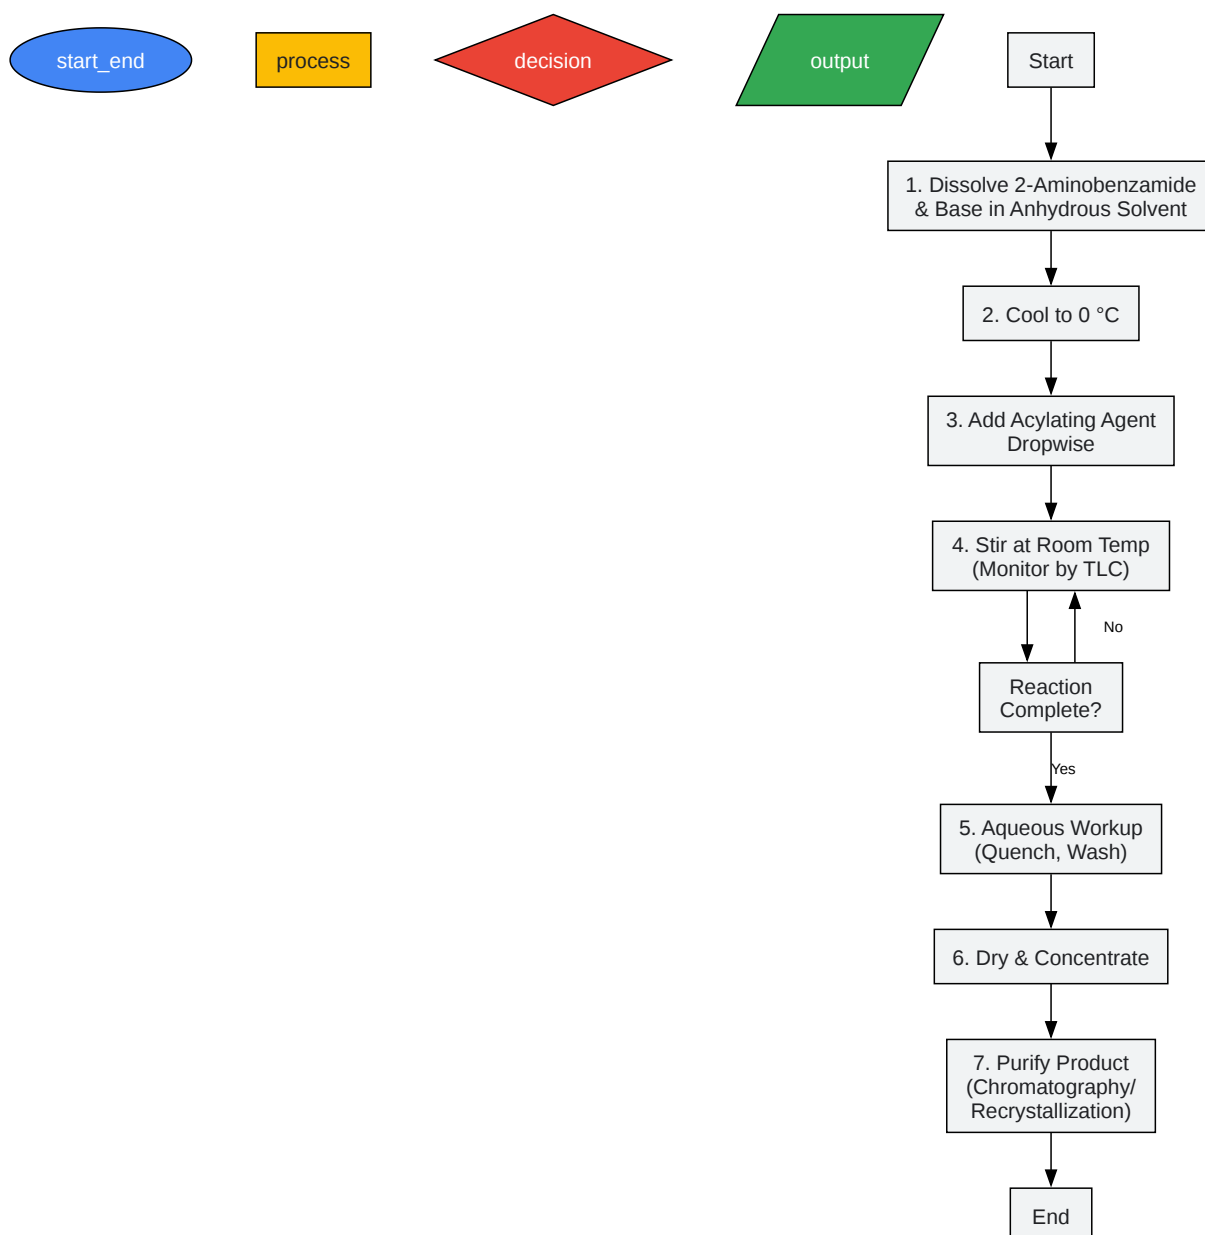 start_end
process
decision
output
Start
1. Dissolve 2-Aminobenzamide
& Base in Anhydrous Solvent
2. Cool to 0 °C
3. Add Acylating Agent
Dropwise
4. Stir at Room Temp
(Monitor by TLC)
No
Reaction
Complete?
Yes
5. Aqueous Workup
(Quench, Wash)
6. Dry & Concentrate
7. Purify Product
(Chromatography/
Recrystallization)
End